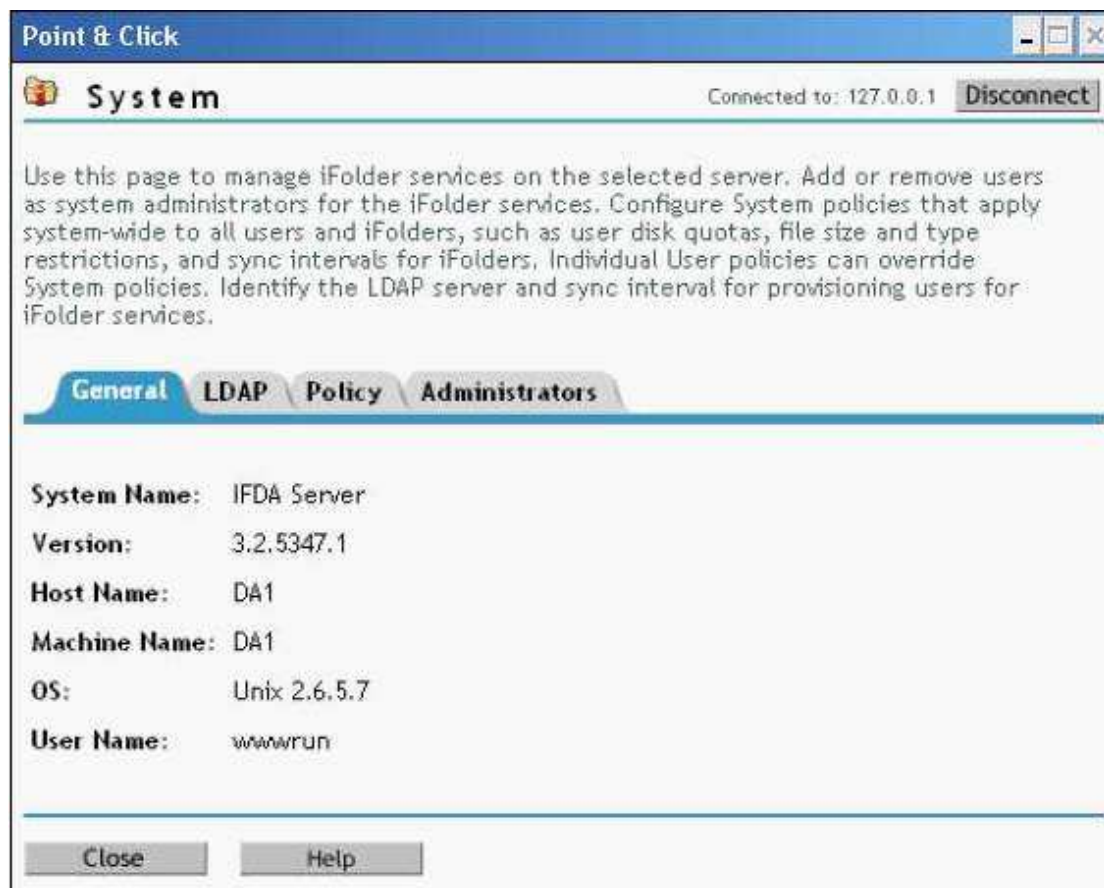 Point & Click
System
Connected to: 127.0.0.1 Disconnect
Use this page to manage iFolder services on the selected server. Add or remove users
as system administrators for the iFolder services. Configure System policies that apply
system-wide to all users and iFolders, such as user disk quotas, file size and type
restrictions, and sync intervals for iFolders. Individual User policies can override
System policies. Identify the LDAP server and sync interval for provisioning users for
iFolder services.
General LDAP Policy Administrators
System Name: IFDA Server
Version: 3.2.5347.1
Host Name: DA1
Machine Name: DA1
OS: Unix 2.6.5.7
User Name: wwwrun
Close Help